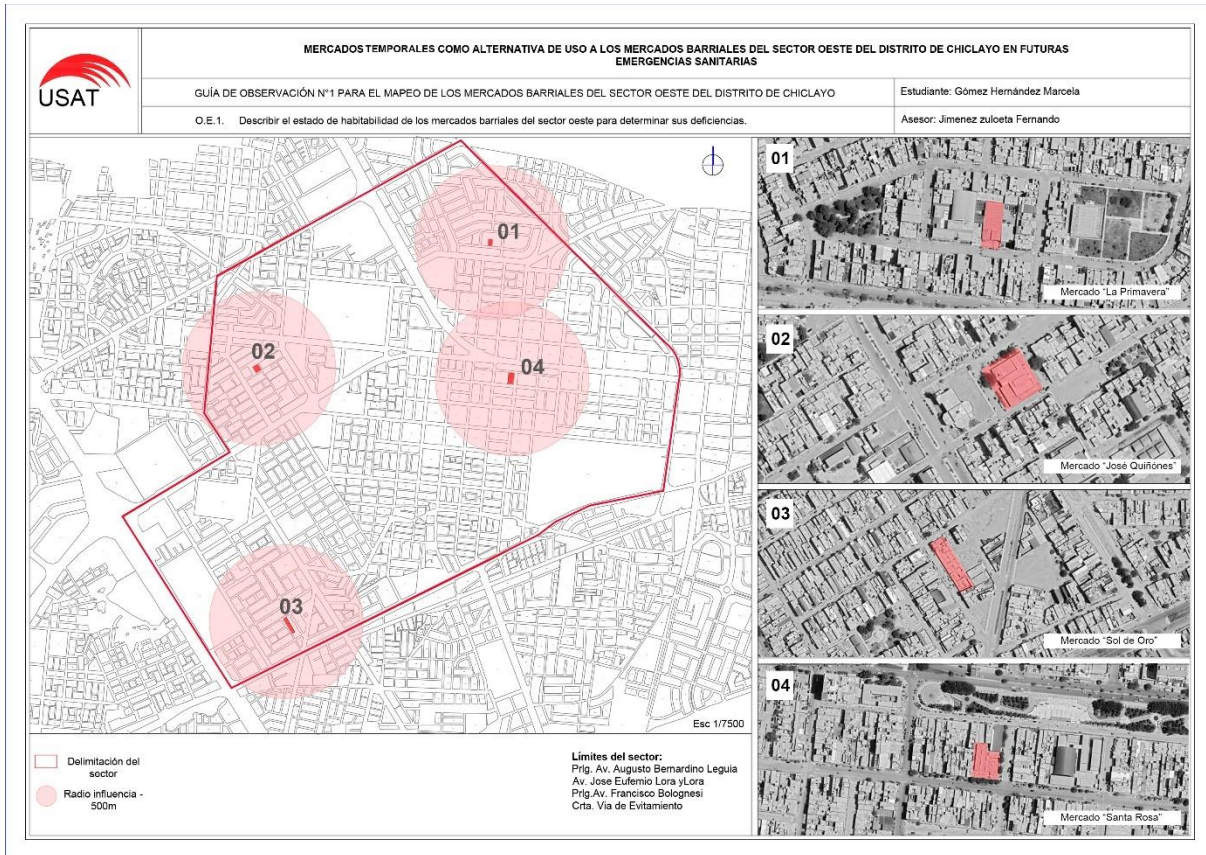 USAT
MERCADOS TEMPORALES COMO ALTERNATIVA DE USO A LOS MERCADOS BARRIALES DEL SECTOR OESTE DEL DISTRITO DE CHICLAYO EN FUTURAS
EMERGENCIAS SANITARIAS
GUÍA DE OBSERVACIÓN N°1 PARA EL MAPEO DE LOS MERCADOS BARRIALES DEL SECTOR OESTE DEL DISTRITO DE CHICLAYO
Estudiante: Gómez Hernández Marcela
O.E.1. Describir el estado de habitabilidad de los mercados barriales del sector oeste para determinar sus deficiencias.
Asesor: Jimenez zuloeta Fernando
01
02
04
03
Esc 1/7500
01
Mercado "La Primavera"
02
Mercado "José Quiñónes"
03
Mercado "Sol de Oro"
04
Mercado "Santa Rosa"
Delimitación del
sector
Radio influencia -
500m
Límites del sector:
Prlg. Av. Augusto Bernardino Leguia
Av. Jose Eufemio Lora yLora
Prlg.Av. Francisco Bolognesi
Crta. Via de Evitamiento